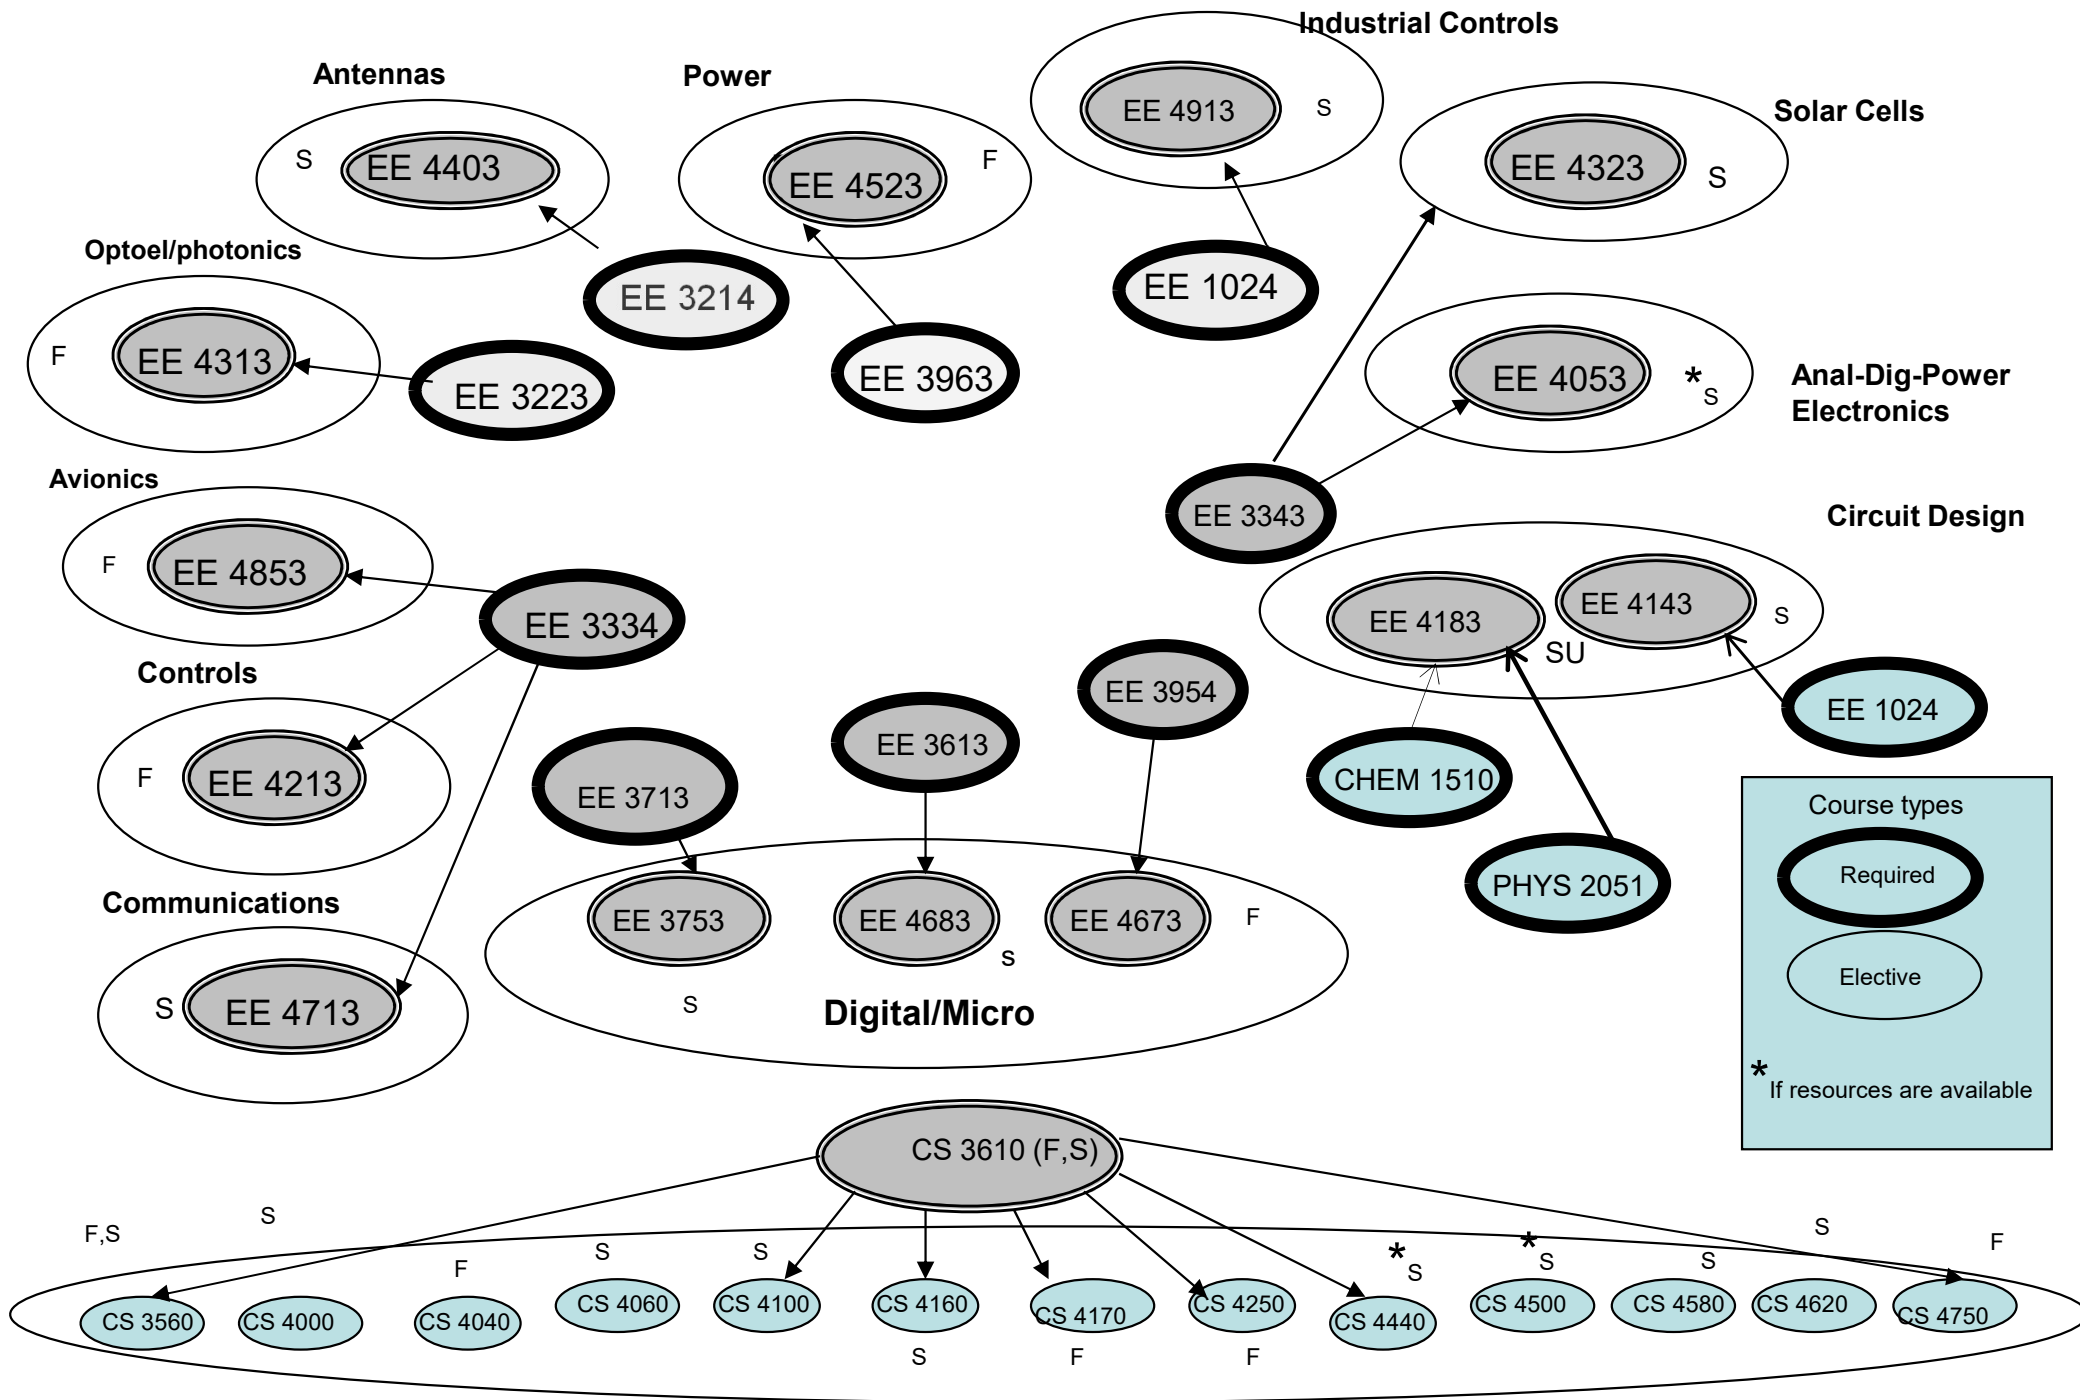 Industrial Controls
Antennas
Power
EE 4913
S
Solar Cells
S
EE 4403
EE 4523
F
EE 4323
S
Optoel/photonics
EE 3214
EE 1024
F
EE 4313
EE 3223
EE 3963
EE 4053
*
S
Anal-Dig-Power
Electronics
Avionics
EE 3343
Circuit Design
F
EE 4853
EE 3334
EE 4183
EE 4143
S
SU
Controls
EE 3954
EE 1024
F
EE 4213
EE 3713
EE 3613
CHEM 1510
Course types
Required
PHYS 2051
Communications
EE 3753
EE 4683
s
EE 4673
F
Elective
S
EE 4713
S
Digital/Micro
*
If resources are available
CS 3610 (F,S)
F,S
S
F
S
S
*
S
*
S
S
S
F
CS 3560
CS 4000
CS 4040
CS 4060
CS 4100
CS 4160
CS 4170
CS 4250
CS 4440
CS 4500
CS 4580
CS 4620
CS 4750
S
F
F